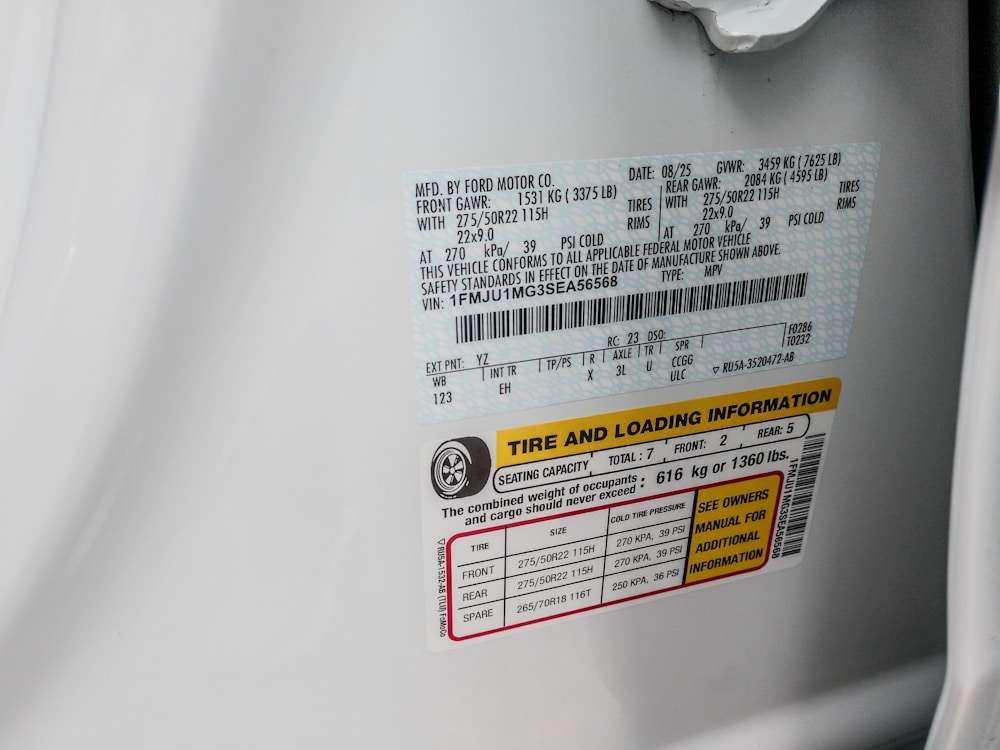 MFD. BY FORD MOTOR CO.
DATE: 08/25 GVWR: 3459 KG ( 7625 LB)
FRONT GAWR: 1531 KG ( 3375 LB)
WITH 275/50R22 115H TIRES
22x9.0 RIMS
AT 270 kPa/ 39 PSI COLD
REAR GAWR: 2084 KG ( 4595 LB)
WITH 275/50R22 115H TIRES
22x9.0 RIMS
AT 270 kPa/ 39 PSI COLD
THIS VEHICLE CONFORMS TO ALL APPLICABLE FEDERAL MOTOR VEHICLE
SAFETY STANDARDS IN EFFECT ON THE DATE OF MANUFACTURE SHOWN ABOVE.
VIN: 1FMJU1MG3SEA56568 TYPE: MPV
EXT PNT: YZ RC: 23 DSO: F0286
T0232
WB INT TR TP/PS R AXLE TR SPR
123 EH X 3L U CCGG
ULC ▽ RU5A-3520472-AB
TIRE AND LOADING INFORMATION
SEATING CAPACITY TOTAL : 7 FRONT: 2 REAR: 5
The combined weight of occupants
and cargo should never exceed : 616 kg or 1360 lbs.
TIRE SIZE COLD TIRE PRESSURE
FRONT 275/50R22 115H 270 KPA, 39 PSI
REAR 275/50R22 115H 270 KPA, 39 PSI
SPARE 265/70R18 116T 250 KPA, 36 PSI
SEE OWNERS
MANUAL FOR
ADDITIONAL
INFORMATION
1FMJU1MG3SEA56568
▽ RU5A-1532-AB (TLU) FoMoCo